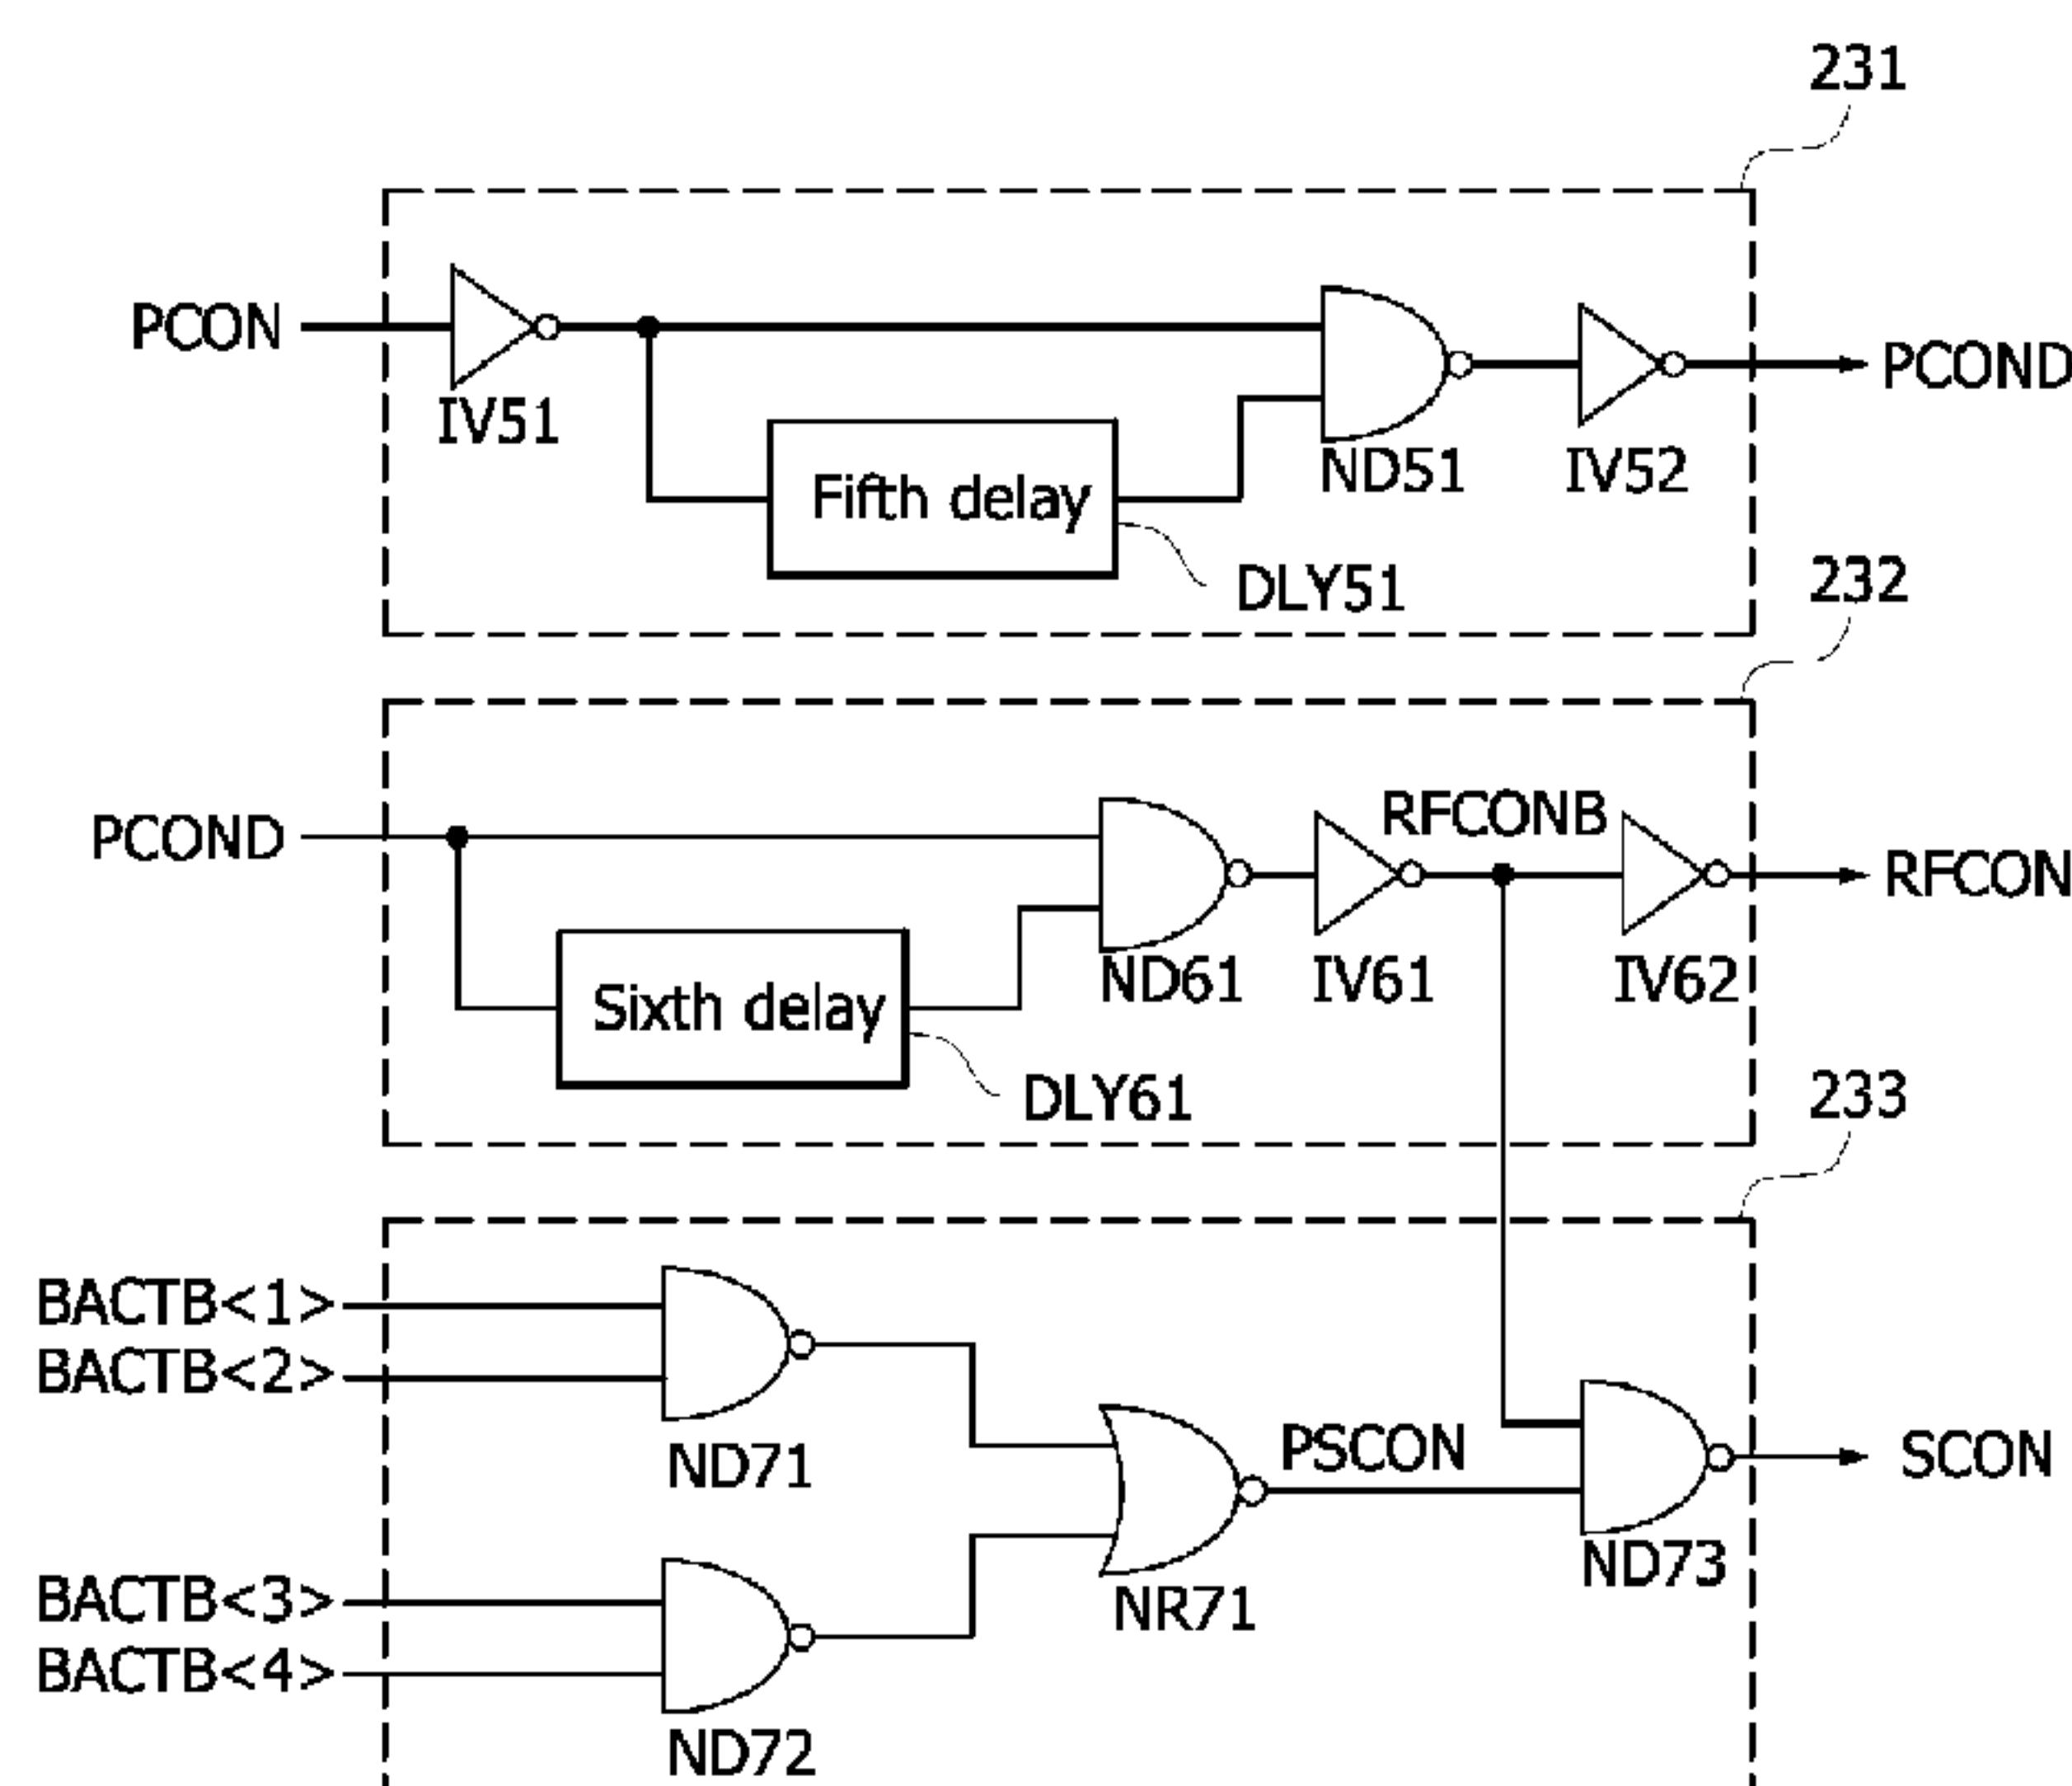 231
PCON
IV51
Fifth delay
DLY51
ND51
IV52
PCOND
232
PCOND
Sixth delay
DLY61
ND61
IV61
RFCONB
IV62
RFCON
233
BACTB<1>
BACTB<2>
ND71
BACTB<3>
BACTB<4>
ND72
NR71
PSCON
ND73
SCON